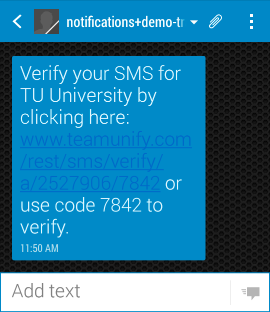 notifications+demo-tr
Verify your SMS for
TU University by
clicking here:
www.teamunify.com
/rest/sms/verify/
a/2527906/7842 or
use code 7842 to
verify.
11:50 AM
Add text